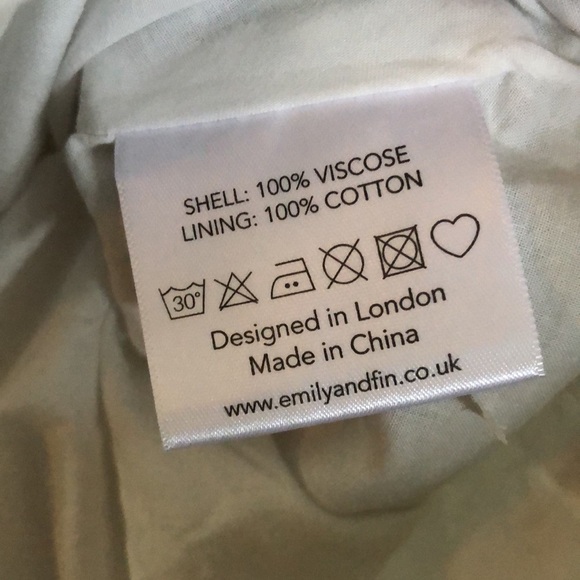 SHELL: 100% VISCOSE
LINING: 100% COTTON
30°
Designed in London
Made in China
www.emilyandfin.co.uk